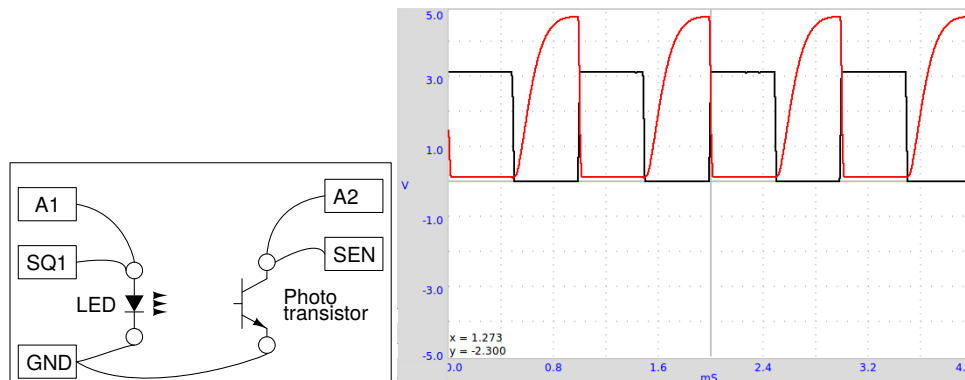 A1
SQ1
LED
GND
A2
SEN
Photo
transistor
5.0
3.0
1.0
V
-1.0
-3.0
-5.0
x = 1.273
y = -2.300
0.0
0.8
1.6
2.4
3.2
4.
mS